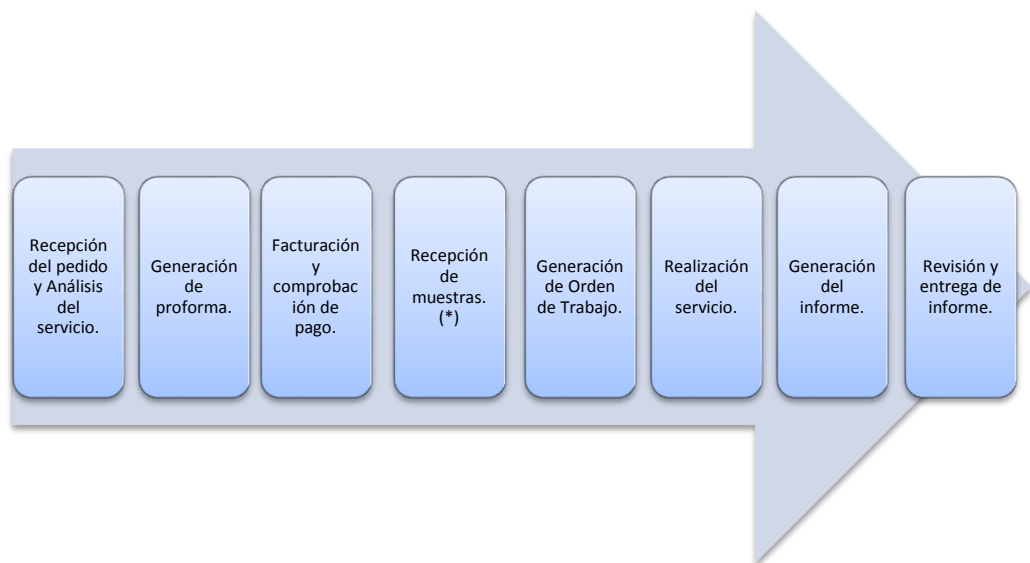 Recepción
del pedido
y Análisis
del
servicio.
Generación
de
proforma.
Facturación
y
comprobac
ión de
pago.
Recepción
de
muestras.
(*)
Generación
de Orden
de Trabajo.
Realización
del
servicio.
Generación
del
informe.
Revisión y
entrega de
informe.